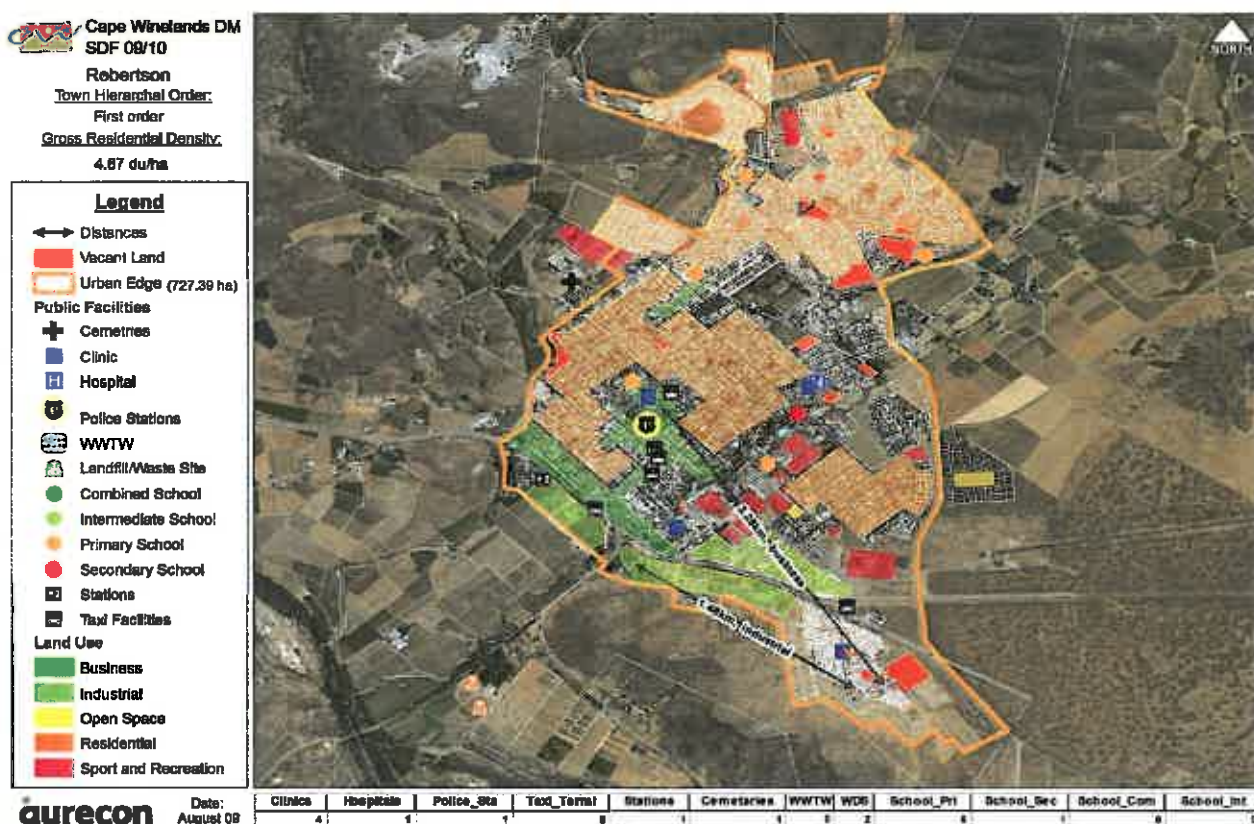 Cape Winelands DM
SDF 09/10
Robertson
Town Hierarchal Order:
First order
Gross Residential Density:
4.67 du/ha
Legend
Distances
Vacant Land
Urban Edge (727.39 ha)
Public Facilities
Cemetries
Clinic
Hospital
Police Stations
WWTW
Landfill/Waste Site
Combined School
Intermediate School
Primary School
Secondary School
Stations
Taxi Facilities
Land Use
Business
Industrial
Open Space
Residential
Sport and Recreation
NORTH
aurecon
Date:
August 09
Clinics Hospitals Police_Sta Taxi_Termi Stations Cemetaries WWTW WDS School_Pri School_Sec School_Com School_Int
4 1 1 1 1 2